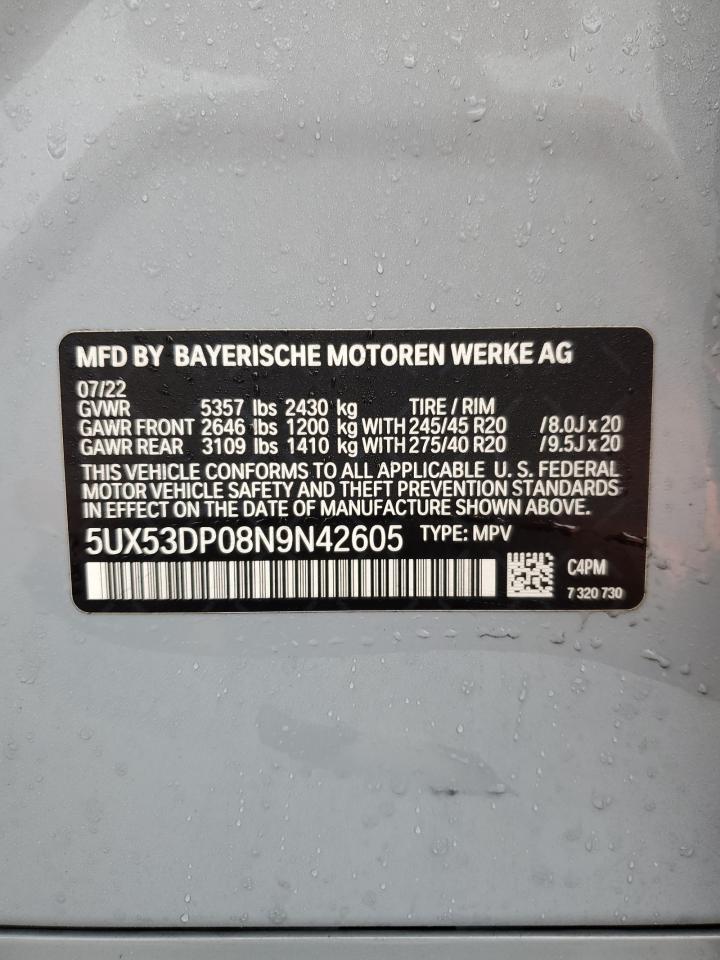 MFD BY BAYERISCHE MOTOREN WERKE AG
07/22
GVWR 5357 lbs 2430 kg TIRE / RIM
GAWR FRONT 2646 lbs 1200 kg WITH 245/45 R20 /8.0J x 20
GAWR REAR 3109 lbs 1410 kg WITH 275/40 R20 /9.5J x 20
THIS VEHICLE CONFORMS TO ALL APPLICABLE U. S. FEDERAL
MOTOR VEHICLE SAFETY AND THEFT PREVENTION STANDARDS
IN EFFECT ON THE DATE OF MANUFACTURE SHOWN ABOVE.
5UX53DP08N9N42605 TYPE: MPV
C4PM
7 320 730